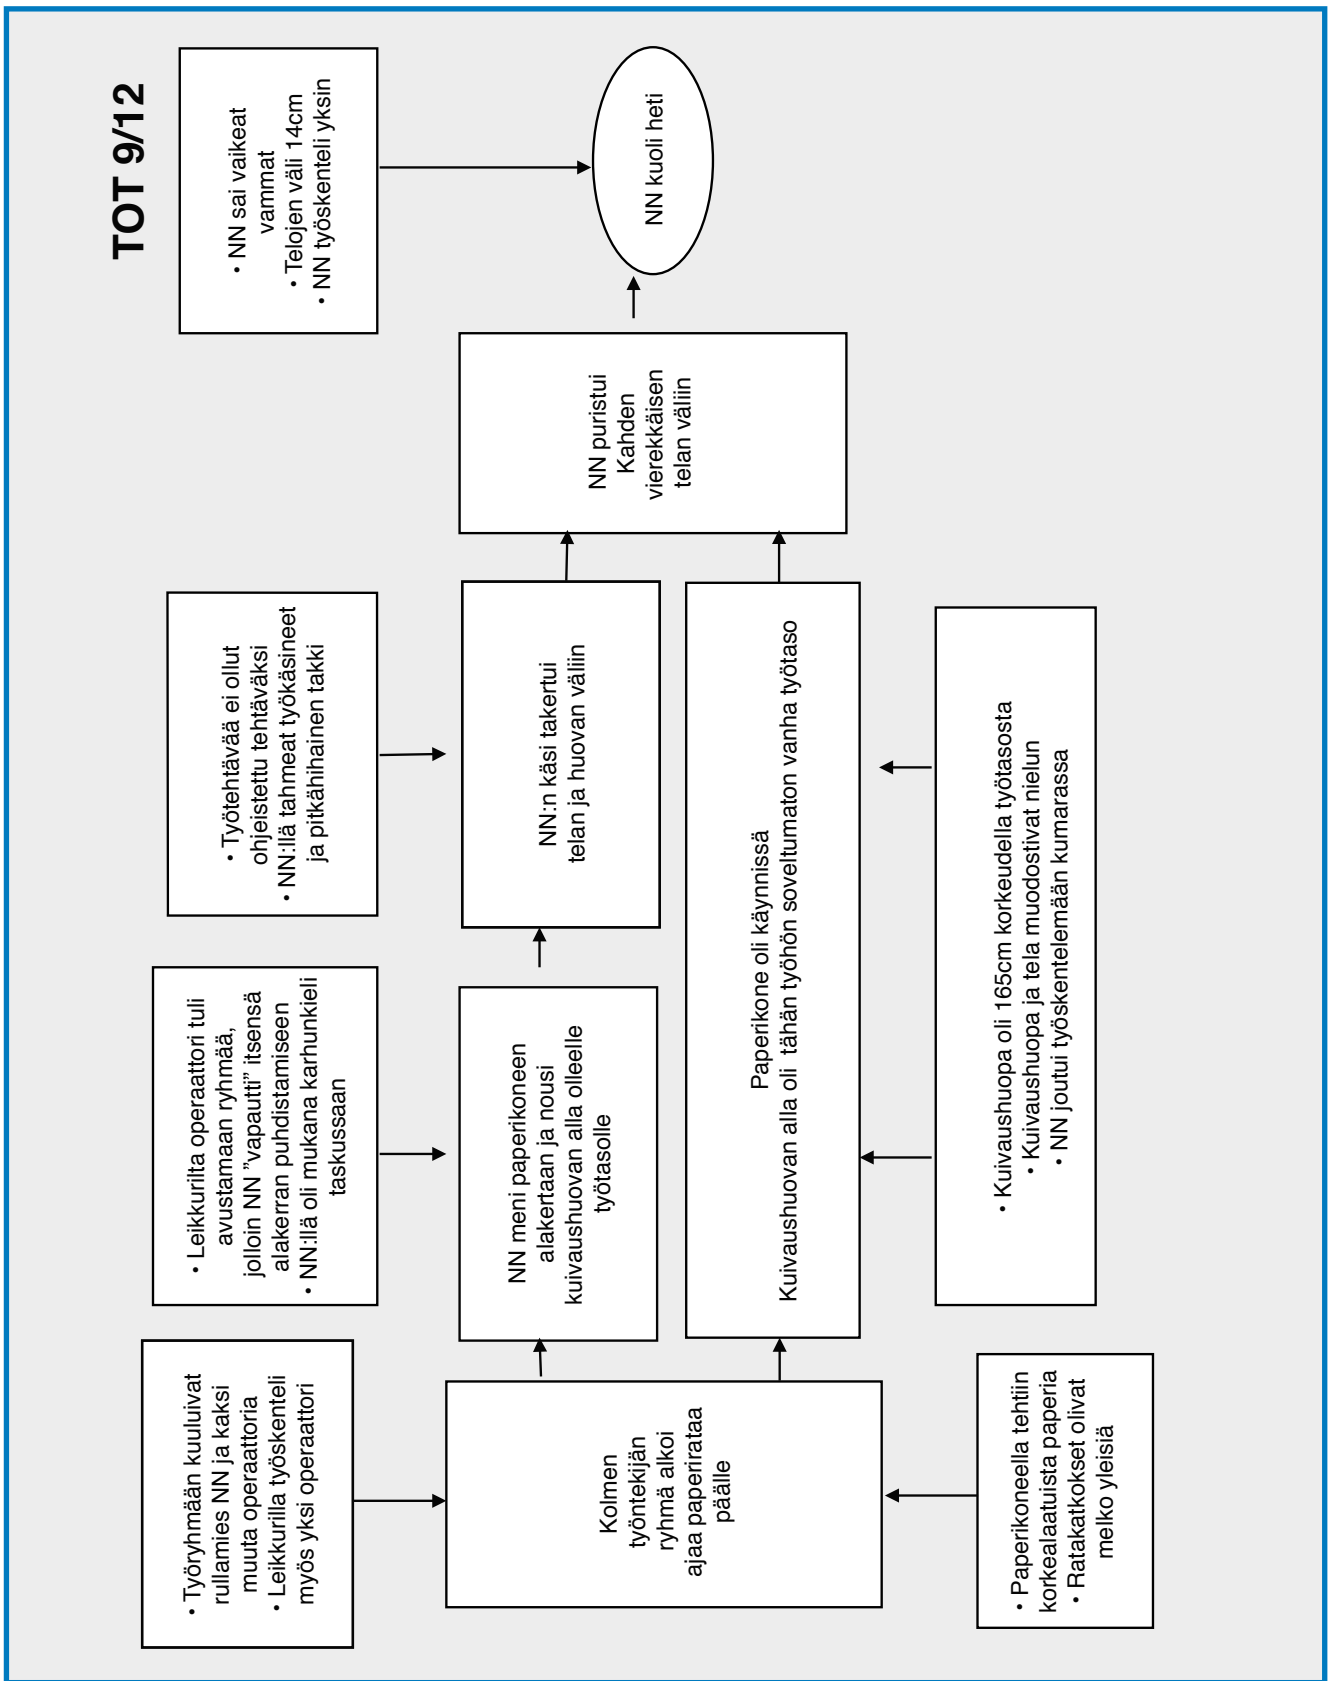 TOT 9/12
• Työryhmään kuuluivat
rullamies NN ja kaksi
muuta operaattoria
• Leikkurilla työskenteli
myös yksi operaattori
• Leikkurilta operaattori tuli
avustamaan ryhmää,
jolloin NN ”vapautti” itsensä
alakerran puhdistamiseen
• NN:llä oli mukana karhunkieli
taskussaan
• Työtehtävää ei ollut
ohjeistettu tehtäväksi
• NN:llä tahmeat työkäsineet
ja pitkähihainen takki
• NN sai vaikeat
vammat
• Telojen väli 14cm
• NN työskenteli yksin
Kolmen
työntekijän
ryhmä alkoi
ajaa paperirataa
päälle
NN meni paperikoneen
alakertaan ja nousi
kuivaushuovan alla olleelle
työtasolle
NN:n käsi takertui
telan ja huovan väliin
NN puristui
Kahden
vierekkäisen
telan väliin
NN kuoli heti
Paperikone oli käynnissä
Kuivaushuovan alla oli tähän työhön soveltumaton vanha työtaso
• Paperikoneella tehtiin
korkealaatuista paperia
• Ratakatkokset olivat
melko yleisiä
• Kuivaushuopa oli 165cm korkeudella työtasosta
• Kuivaushuopa ja tela muodostivat nielun
• NN joutui työskentelemään kumarassa